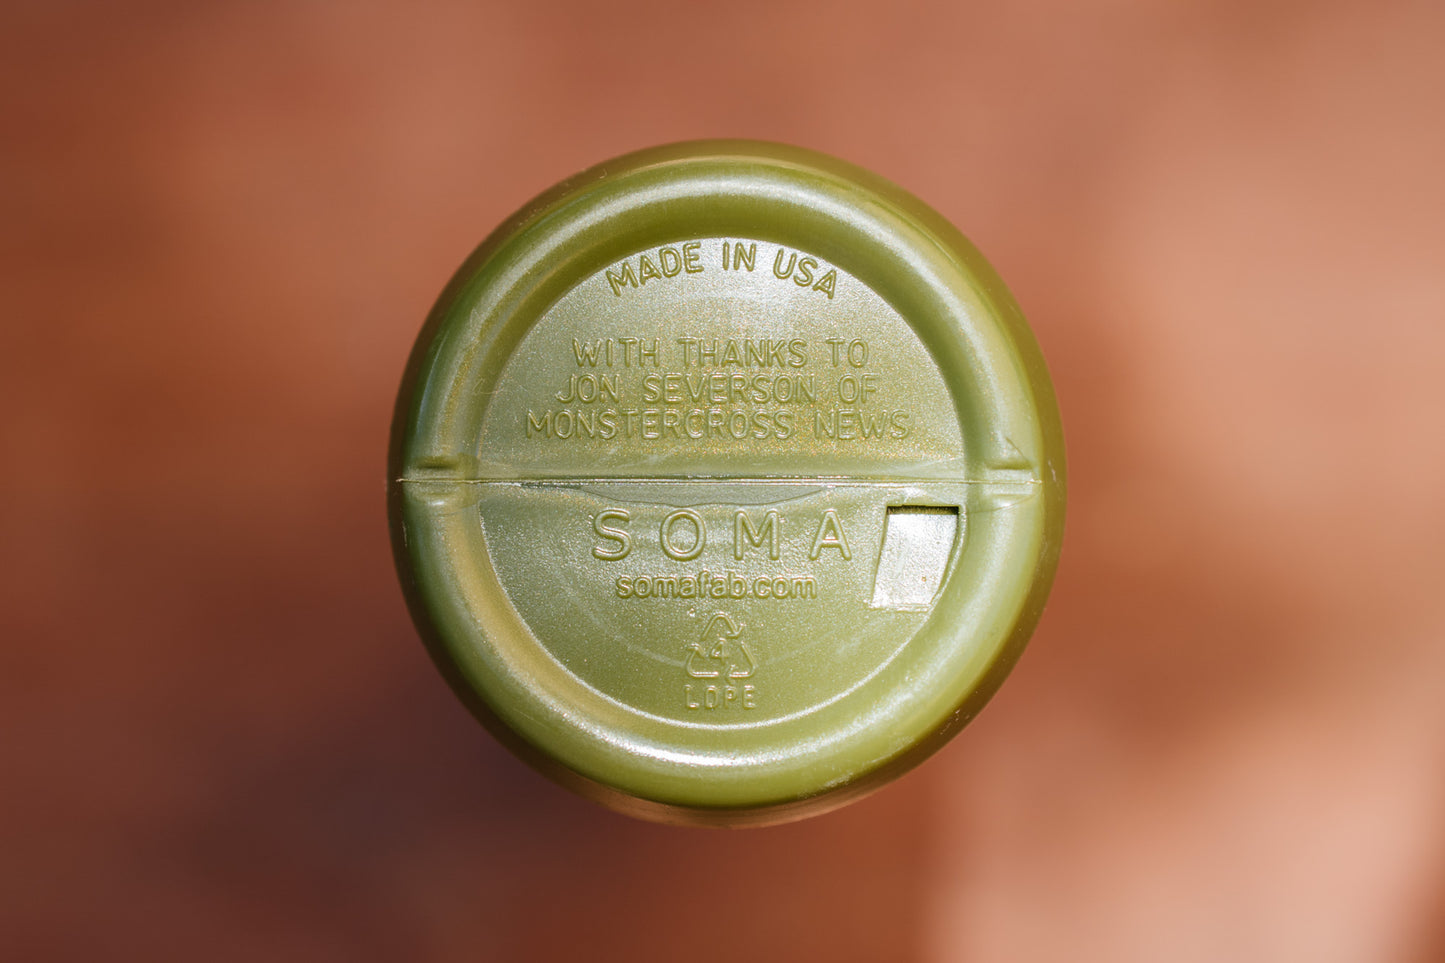 MADE IN USA
WITH THANKS TO
JON SEVERSON OF
MONSTERCROSS NEWS
SOMA
somafab.com
4
LDPE